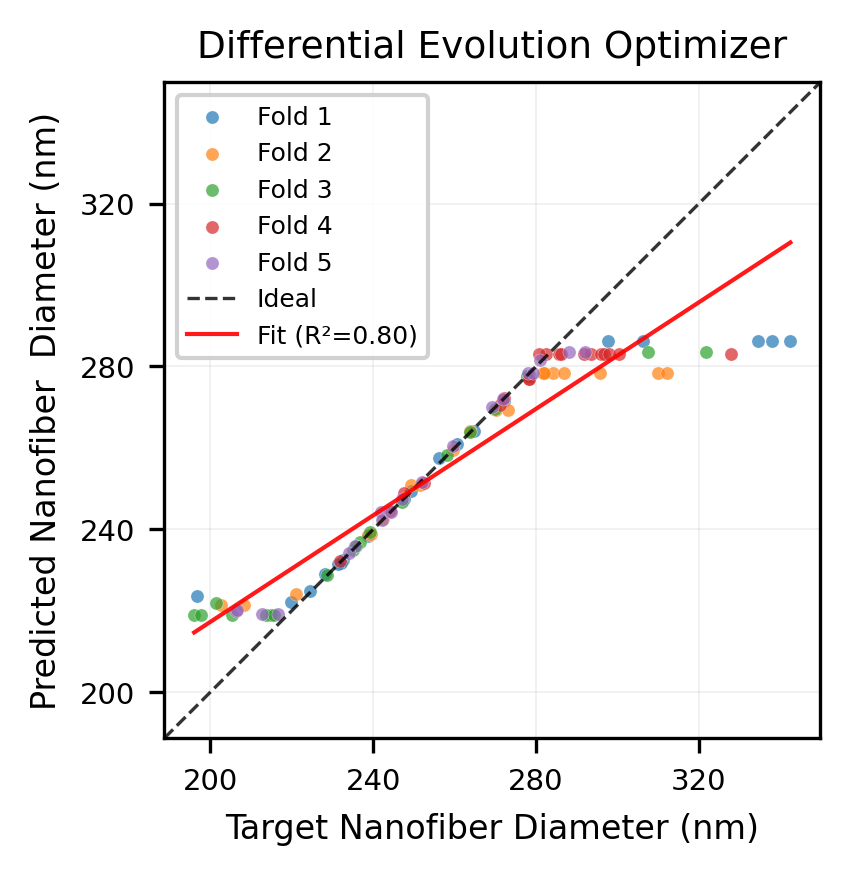 Differential Evolution Optimizer
Fold 1
Fold 2
Fold 3
Fold 4
Fold 5
Ideal
Fit (R²=0.80)
Predicted Nanofiber  Diameter (nm)
320
280
240
200
200 240 280 320
Target Nanofiber Diameter (nm)